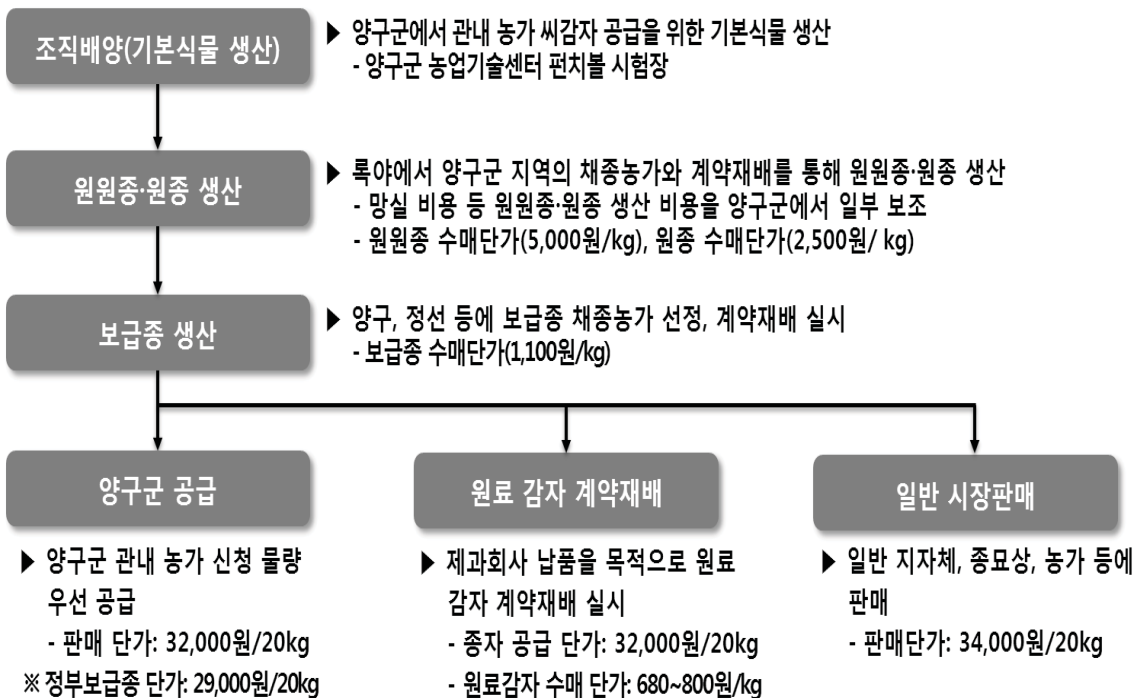 조직배양(기본식물 생산)
▶ 양구군에서 관내 농가 씨감자 공급을 위한 기본식물 생산
- 양구군 농업기술센터 펀치볼 시험장
원원종·원종 생산
▶ 록야에서 양구군 지역의 채종농가와 계약재배를 통해 원원종·원종 생산
- 망실 비용 등 원원종·원종 생산 비용을 양구군에서 일부 보조
- 원원종 수매단가(5,000원/kg), 원종 수매단가(2,500원/ kg)
보급종 생산
▶ 양구, 정선 등에 보급종 채종농가 선정, 계약재배 실시
- 보급종 수매단가(1,100원/kg)
양구군 공급
▶ 양구군 관내 농가 신청 물량
우선 공급
- 판매 단가: 32,000원/20kg
※ 정부보급종 단가: 29,000원/20kg
원료 감자 계약재배
▶ 제과회사 납품을 목적으로 원료
감자 계약재배 실시
- 종자 공급 단가: 32,000원/20kg
- 원료감자 수매 단가: 680~800원/kg
일반 시장판매
▶ 일반 지자체, 종묘상, 농가 등에
판매
- 판매단가: 34,000원/20kg